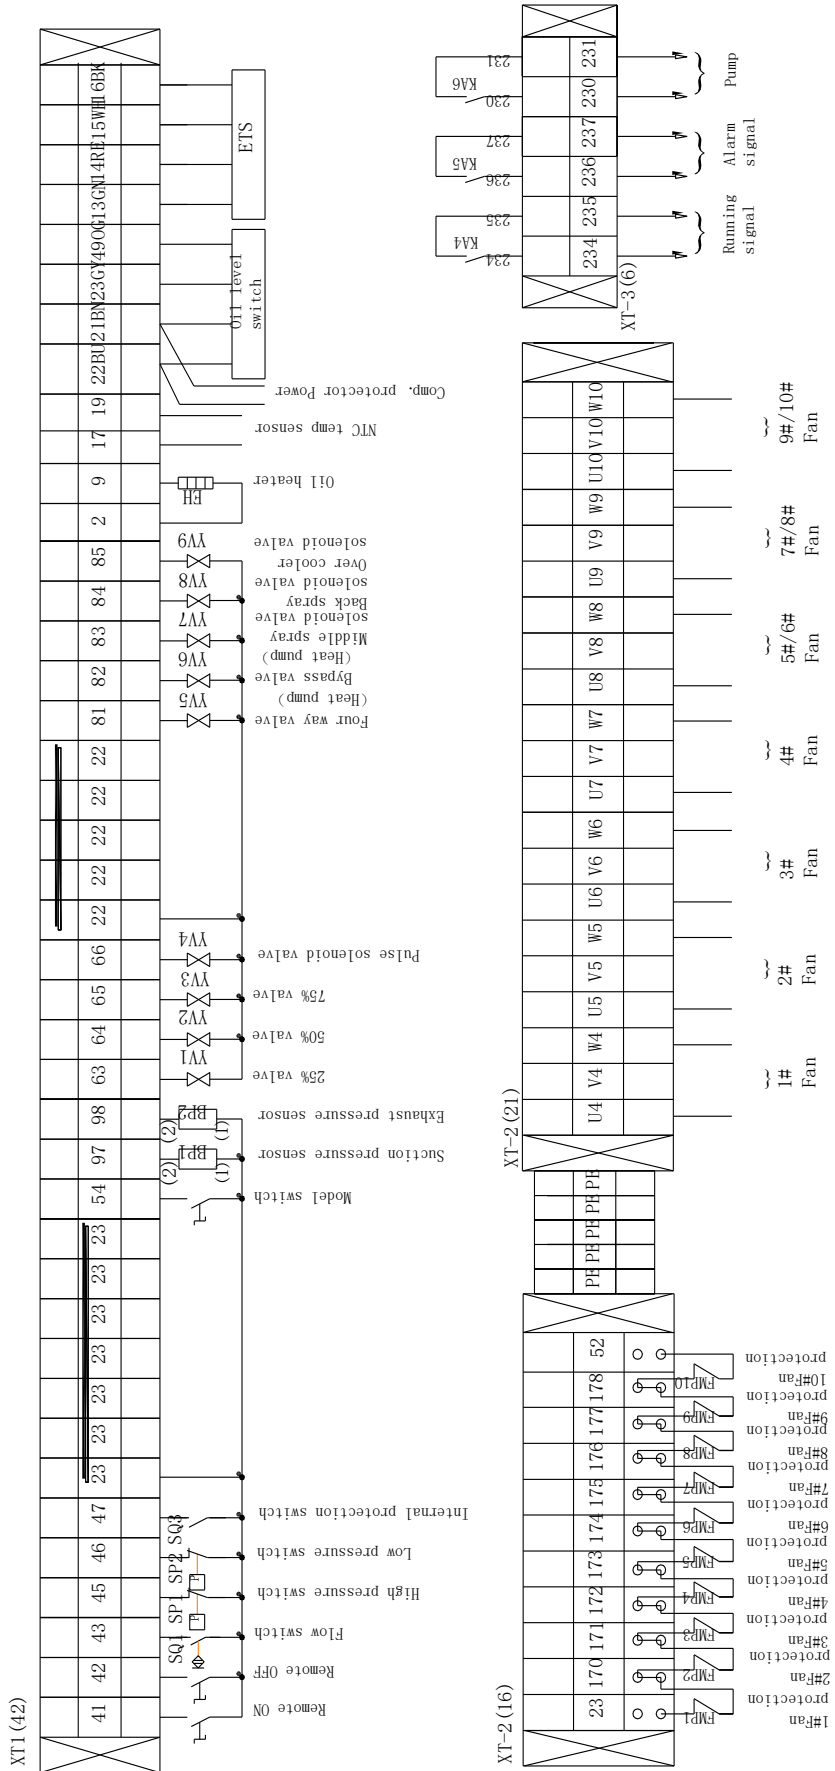 XT1(42)
16BK
15WH
14RE
13GN
49OG
23GY
21BN
22BU
19
17
9
2
85
84
83
82
81
22
22
22
22
22
66
65
64
63
98
97
54
23
23
23
23
23
23
23
47
46
45
43
42
41
ETS
Oil level
switch
Comp. protector Power
NTC temp sensor
EH
Oil heater
YV9
Over cooler
solenoid valve
YV8
Back spray
solenoid valve
YV7
Middle spray
solenoid valve
YV6
Bypass valve
(Heat pump)
YV5
Four way valve
(Heat pump)
YV4
Pulse solenoid valve
YV3
75% valve
YV2
50% valve
YV1
25% valve
(2)
BP2
(1)
Exhaust pressure sensor
(2)
BP1
(1)
Suction pressure sensor
Model switch
SQ3
Internal protection switch
SP2
P
Low pressure switch
SP1
P
High pressure switch
SQ1
Flow switch
Remote OFF
Remote ON
XT-3(6)
231
230
237
236
235
234
231
KA6
230
237
KA5
236
235
KA4
234
Pump
Alarm
signal
Running
signal
XT-2(21)
W10
V10
U10
W9
V9
U9
W8
V8
U8
W7
V7
U7
W6
V6
U6
W5
V5
U5
W4
V4
U4
9#/10#
Fan
7#/8#
Fan
5#/6#
Fan
4#
Fan
3#
Fan
2#
Fan
1#
Fan
PE
PE
PE
PE
PE
XT-2(16)
52
178
177
176
175
174
173
172
171
170
23
FMP10
10#Fan
protection
FMP9
9#Fan
protection
FMP8
8#Fan
protection
FMP7
7#Fan
protection
FMP6
6#Fan
protection
FMP5
5#Fan
protection
FMP4
4#Fan
protection
FMP3
3#Fan
protection
FMP2
2#Fan
protection
FMP1
1#Fan
protection